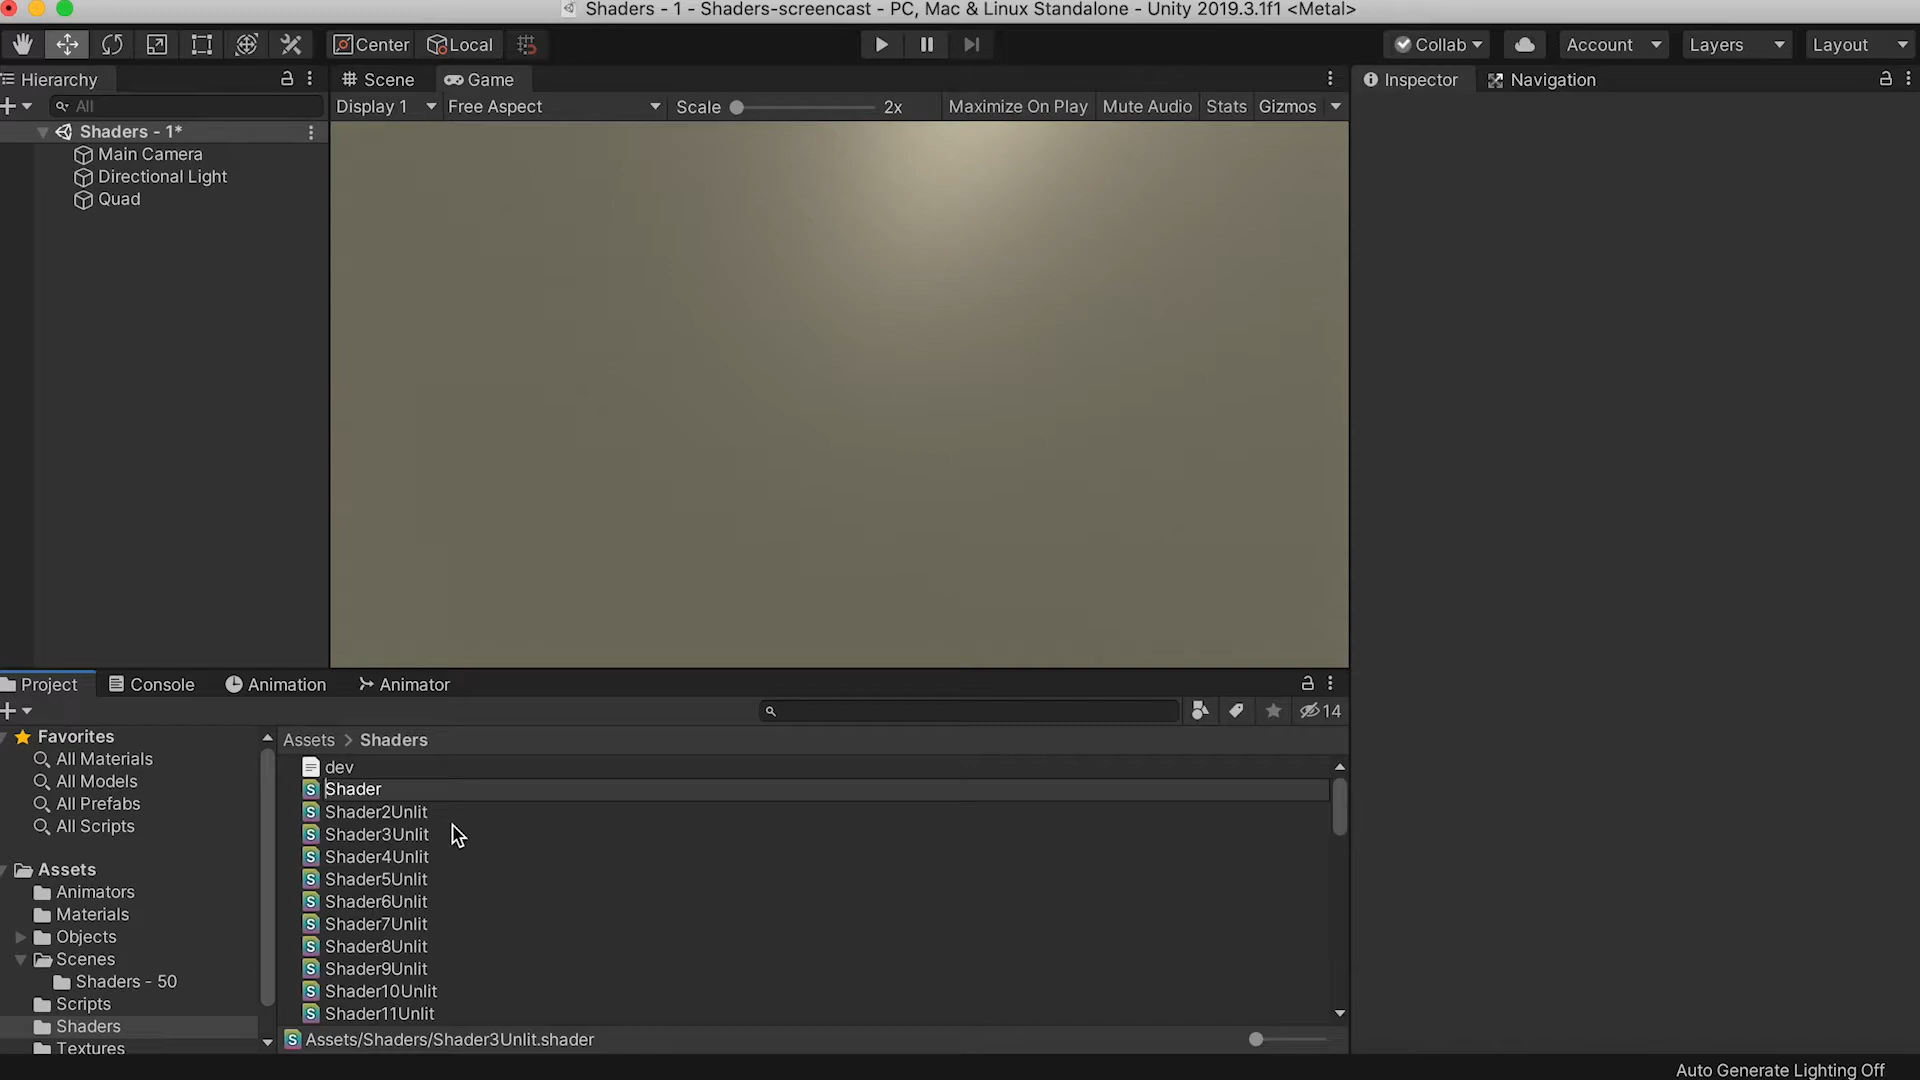 Shaders - 1 - Shaders-screencast - PC, Mac & Linux Standalone - Unity 2019.3.1f1 <Metal>
Center Local Collab Account Layers Layout
Hierarchy Scene Game Inspector Navigation
All Display 1 Free Aspect Scale 2x Maximize On Play Mute Audio Stats Gizmos
Shaders - 1*
Main Camera
Directional Light
Quad
Project Console Animation Animator
14
Favorites
All Materials
All Models
All Prefabs
All Scripts
Assets
Animators
Materials
Objects
Scenes
Shaders - 50
Scripts
Shaders
Textures
Assets > Shaders
dev
Shader
Shader2Unlit
Shader3Unlit
Shader4Unlit
Shader5Unlit
Shader6Unlit
Shader7Unlit
Shader8Unlit
Shader9Unlit
Shader10Unlit
Shader11Unlit
Assets/Shaders/Shader3Unlit.shader
Auto Generate Lighting Off